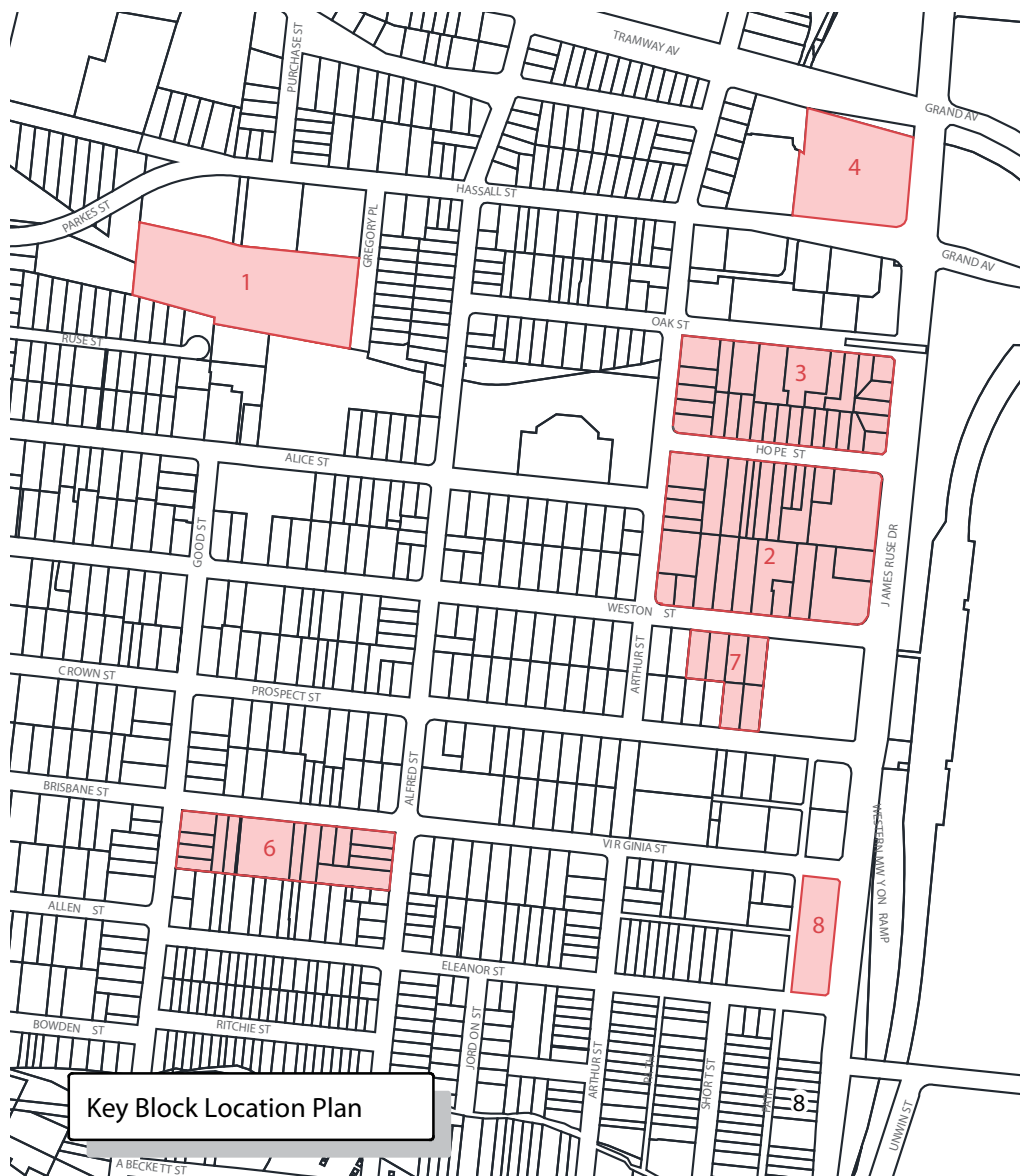 TRAMWAY AV
PURCHASE ST
GRAND AV
4
HASSALL ST
PARKES ST
GREGORY PL
GRAND AV
1
OAK ST
RUSE ST
3
HOPE ST
ALICE ST
GOOD ST
JAMES RUSE DR
2
WESTON ST
ARTHUR ST
7
CROWN ST
PROSPECT ST
ALFRED ST
BRISBANE ST
WESTERN MW Y ON RAMP
VIRGINIA ST
6
ALLEN ST
8
ELEANOR ST
BOWDEN ST
RITCHIE ST
JORDON ST
ARTHUR ST
PATH
SHORT ST
PATH
8
Key Block Location Plan
UNWIN ST
A BECKETT ST